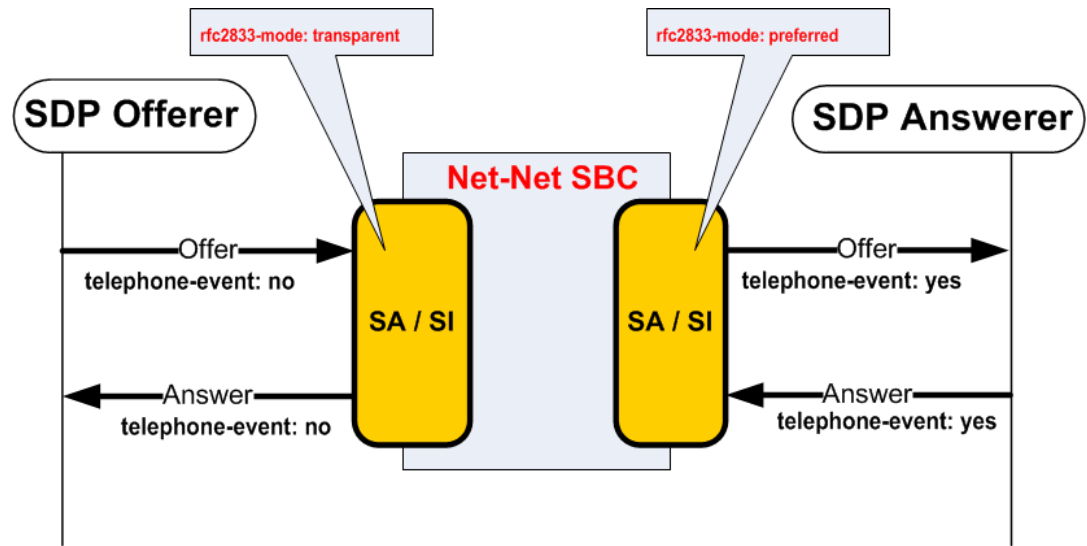 rfc2833-mode: transparent
rfc2833-mode: preferred
SDP Offerer
SDP Answerer
Net-Net SBC
Offer
telephone-event: no
Offer
telephone-event: yes
SA / SI
SA / SI
Answer
telephone-event: no
Answer
telephone-event: yes